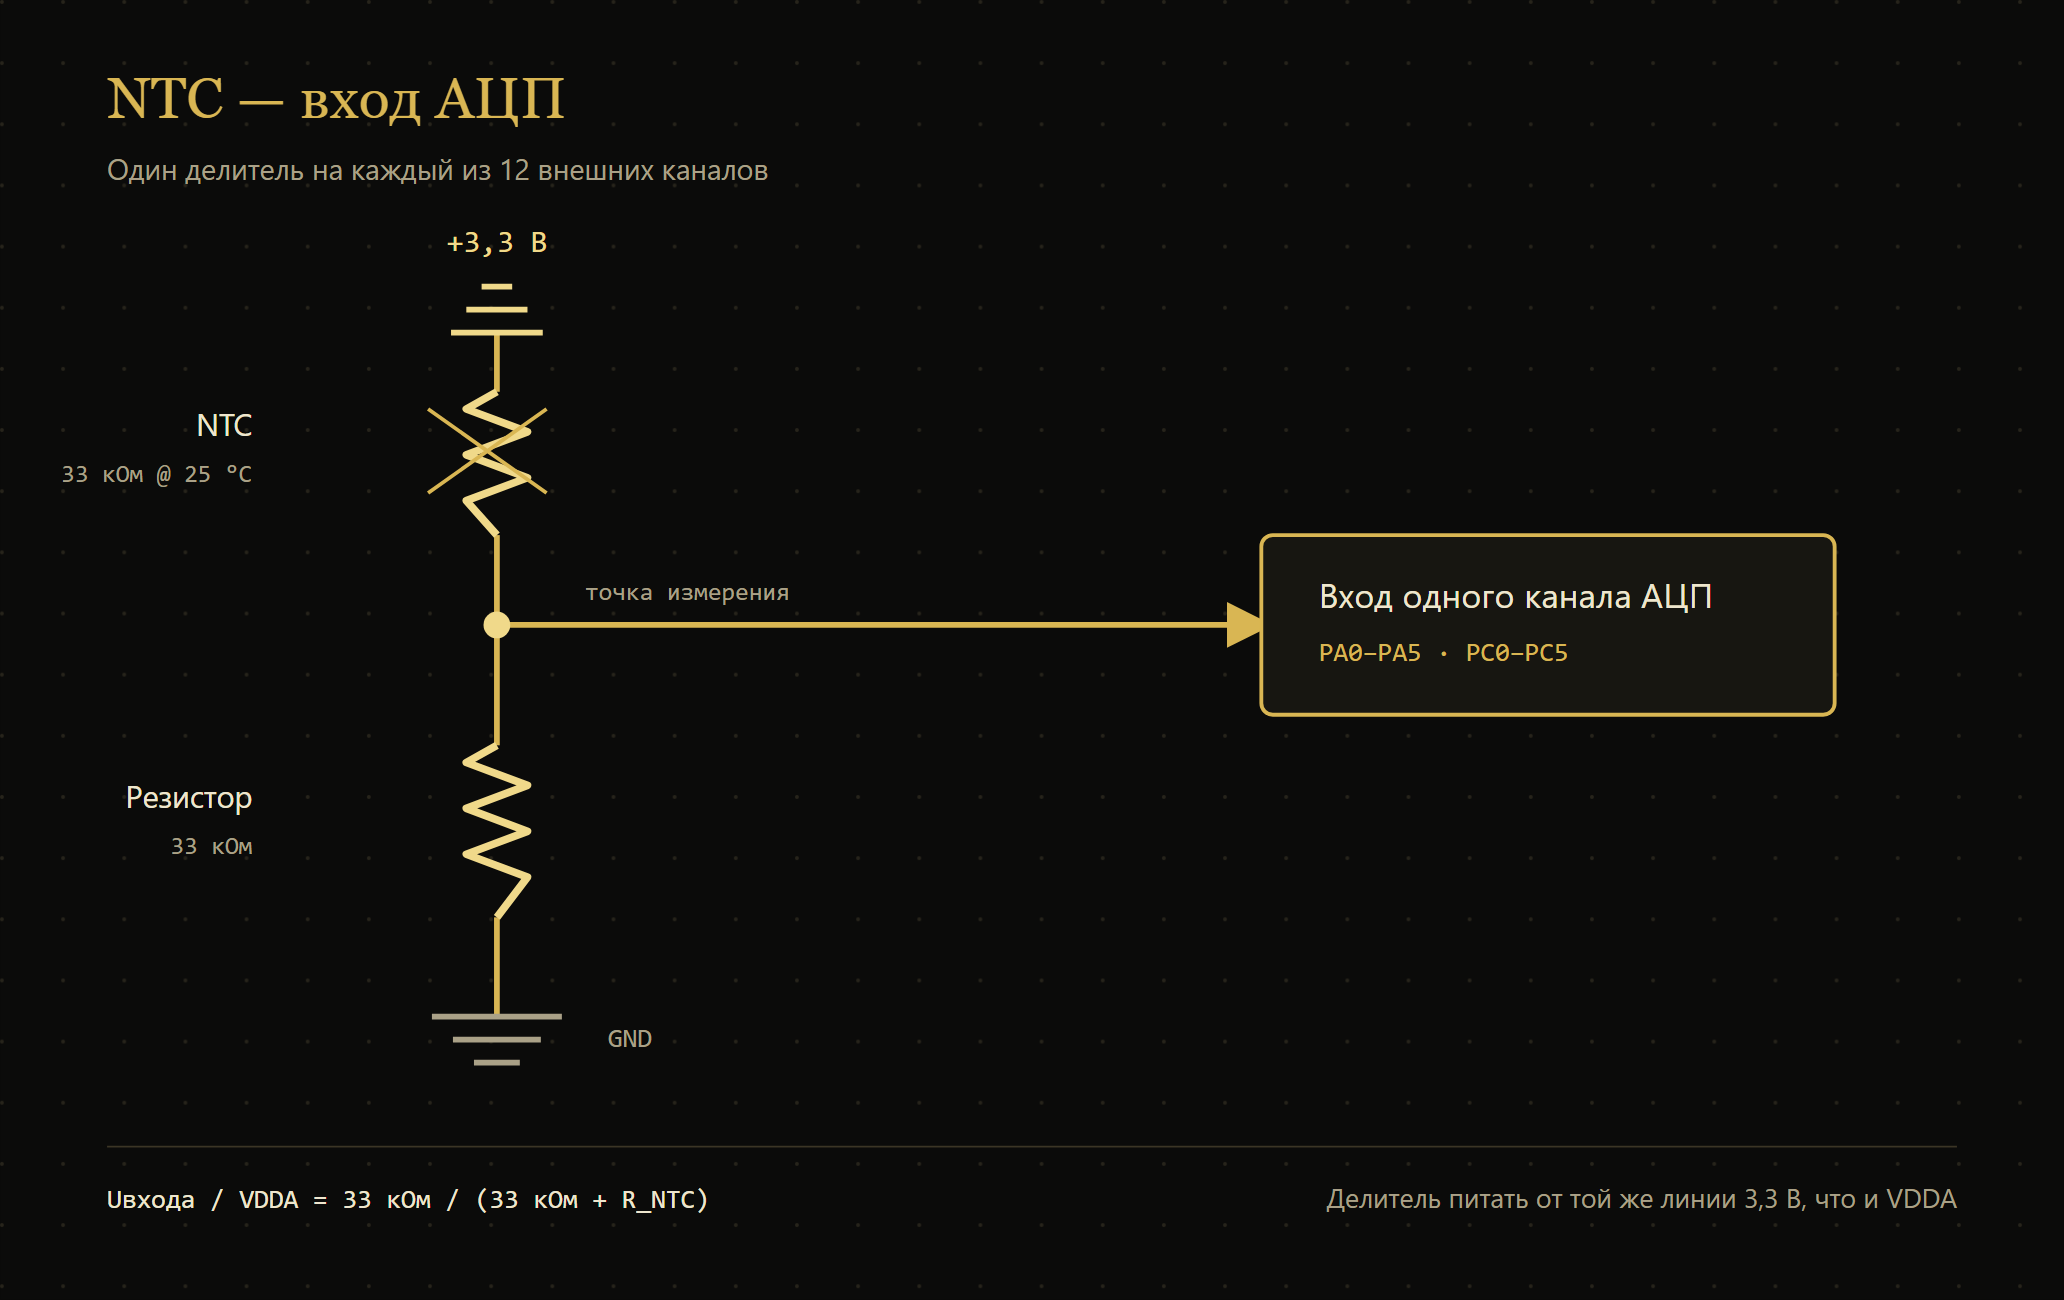 NTC — вход АЦП
Один делитель на каждый из 12 внешних каналов
+3,3 В
NTC
33 кОм @ 25 °C
точка измерения
Вход одного канала АЦП
PA0–PA5 · PC0–PC5
Резистор
33 кОм
GND
Uвхода / VDDA = 33 кОм / (33 кОм + R_NTC)
Делитель питать от той же линии 3,3 В, что и VDDA